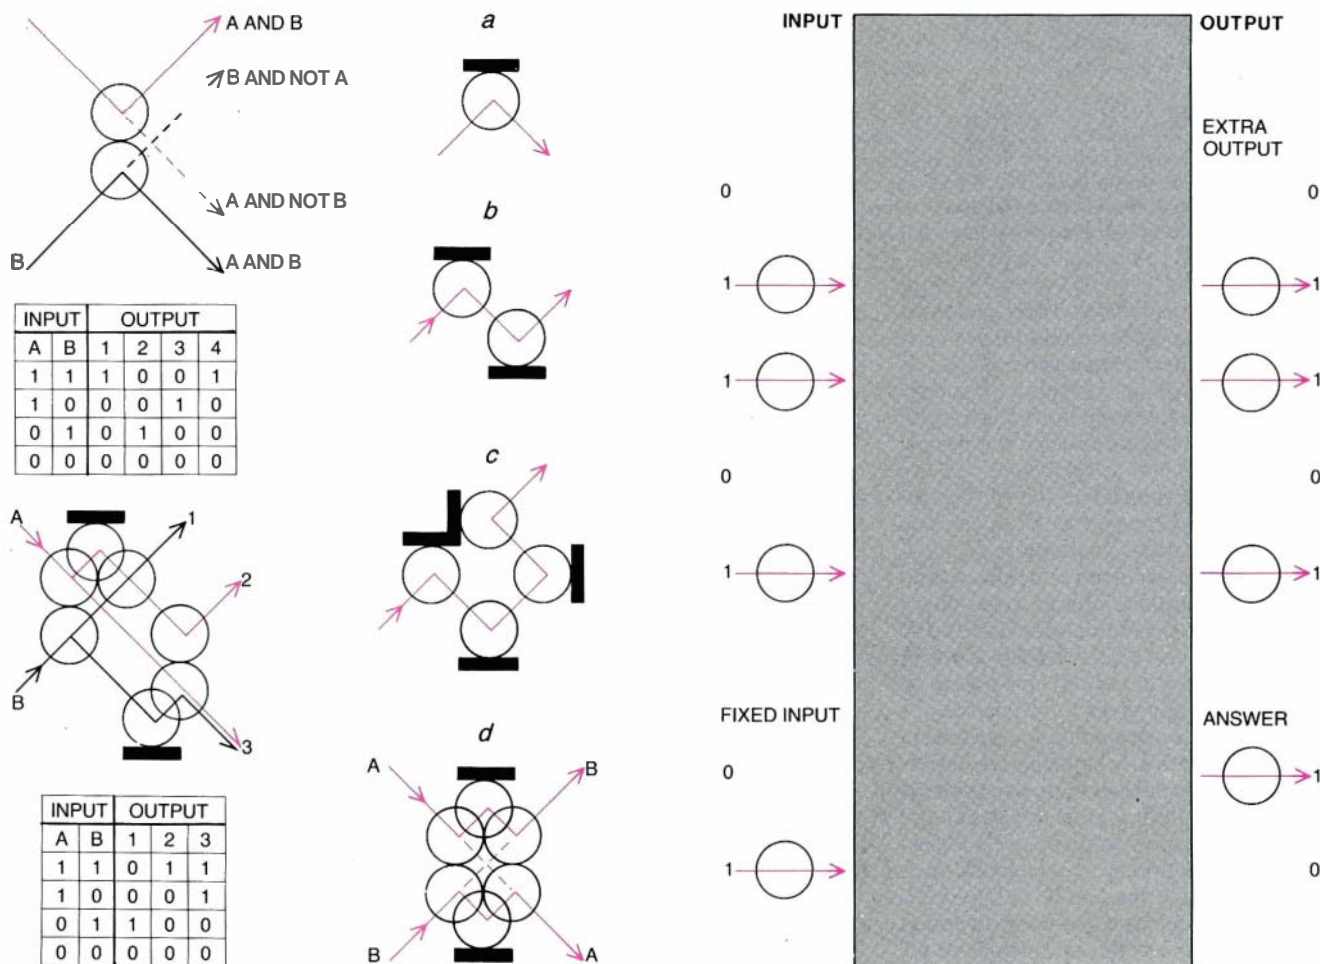 A AND B
B AND NOT A
A AND NOT B
B
A AND B
INPUT OUTPUT
A B 1 2 3 4
1 1 1 0 0 1
1 0 0 0 1 0
0 1 0 1 0 0
0 0 0 0 0 0
A
1
2
B
3
INPUT OUTPUT
A B 1 2 3
1 1 0 1 1
1 0 0 0 1
0 1 1 0 0
0 0 0 0 0
a
b
c
d
A B
B A
INPUT
0
1
1
0
1
FIXED INPUT
0
1
OUTPUT
EXTRA
OUTPUT
0
1
1
0
1
ANSWER
1
0